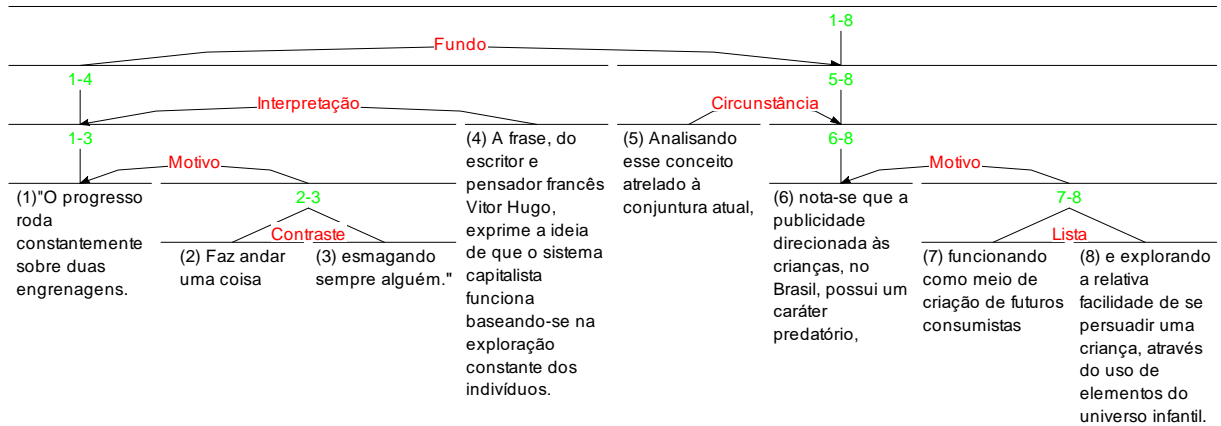 1-8
Fundo
1-4
5-8
Interpretação
Circunstância
1-3
(4) A frase, do
escritor e
pensador francês
Vitor Hugo,
exprime a ideia
de que o sistema
capitalista
funciona
baseando-se na
exploração
constante dos
indivíduos.
(5) Analisando
esse conceito
atrelado à
conjuntura atual,
6-8
Motivo
Motivo
(1)"O progresso
roda
constantemente
sobre duas
engrenagens.
2-3
Contraste
(2) Faz andar
uma coisa
(3) esmagando
sempre alguém."
(6) nota-se que a
publicidade
direcionada às
crianças, no
Brasil, possui um
caráter
predatório,
7-8
Lista
(7) funcionando
como meio de
criação de futuros
consumistas
(8) e explorando
a relativa
facilidade de se
persuadir uma
criança, através
do uso de
elementos do
universo infantil.